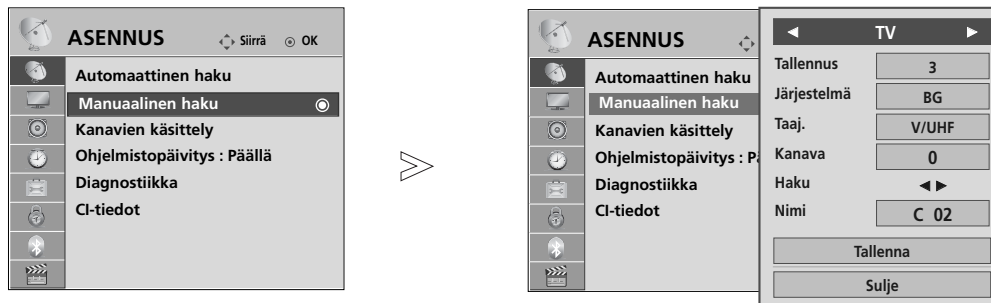 ASENNUS Siirrä OK
Automaattinen haku
Manuaalinen haku
Kanavien käsittely
Ohjelmistopäivitys : Päällä
Diagnostiikka
CI-tiedot
ASENNUS
Automaattinen haku
Manuaalinen haku
Kanavien käsittely
Ohjelmistopäivitys : Pä
Diagnostiikka
CI-tiedot
◄ TV ►
Tallennus 3
Järjestelmä BG
Taaj. V/UHF
Kanava 0
Haku ◄ ►
Nimi C 02
Tallenna
Sulje